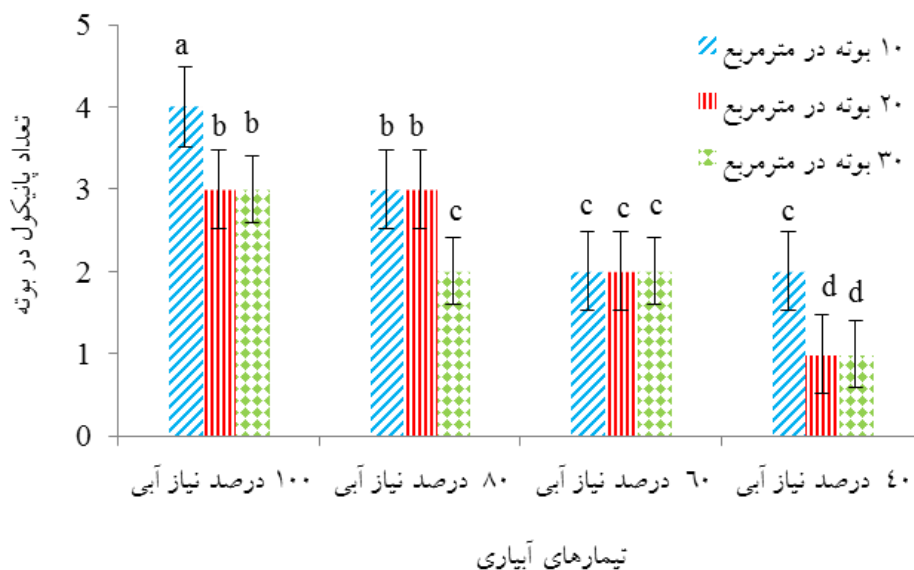 تعداد پانیکول در بوته
5
4
3
2
1
0
a
b
b
b
b
c
c
c
c
c
d
d
۱۰ بوته در مترمربع
۲۰ بوته در مترمربع
۳۰ بوته در مترمربع
۱۰۰ درصد نیاز آبی
۸۰ درصد نیاز آبی
۶۰ درصد نیاز آبی
٤۰ درصد نیاز آبی
تیمارهای آبیاری